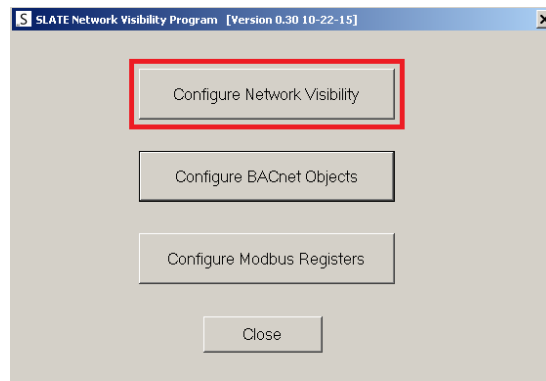 S SLATE Network Visibility Program [Version 0.30 10-22-15]
Configure Network Visibility
Configure BACnet Objects
Configure Modbus Registers
Close